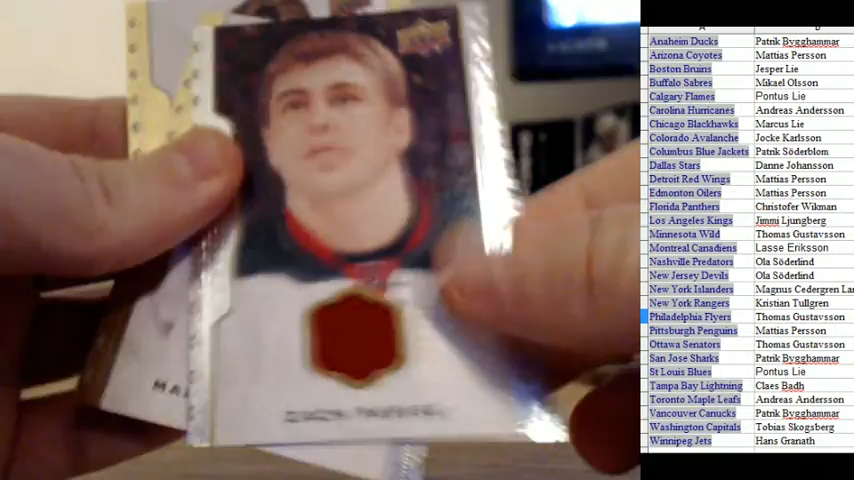 ZACH
MA
Anaheim Ducks Patrik Bygghammar
Arizona Coyotes Mattias Persson
Boston Bruins Jesper Lie
Buffalo Sabres Mikael Olsson
Calgary Flames Pontus Lie
Carolina Hurricanes Andreas Andersson
Chicago Blackhawks Marcus Lie
Colorado Avalanche Jocke Karlsson
Columbus Blue Jackets Patrik Söderblom
Dallas Stars Danne Johansson
Detroit Red Wings Mattias Persson
Edmonton Oilers Mattias Persson
Florida Panthers Christofer Wikman
Los Angeles Kings Jimmi Ljungberg
Minnesota Wild Thomas Gustavsson
Montreal Canadiens Lasse Eriksson
Nashville Predators Ola Söderlind
New Jersey Devils Ola Söderlind
New York Islanders Magnus Cedergren Lar
New York Rangers Kristian Tullgren
Philadelphia Flyers Thomas Gustavsson
Pittsburgh Penguins Mattias Persson
Ottawa Senators Thomas Gustavsson
San Jose Sharks Patrik Bygghammar
St Louis Blues Pontus Lie
Tampa Bay Lightning Claes Badh
Toronto Maple Leafs Andreas Andersson
Vancouver Canucks Patrik Bygghammar
Washington Capitals Tobias Skogsberg
Winnipeg Jets Hans Granath